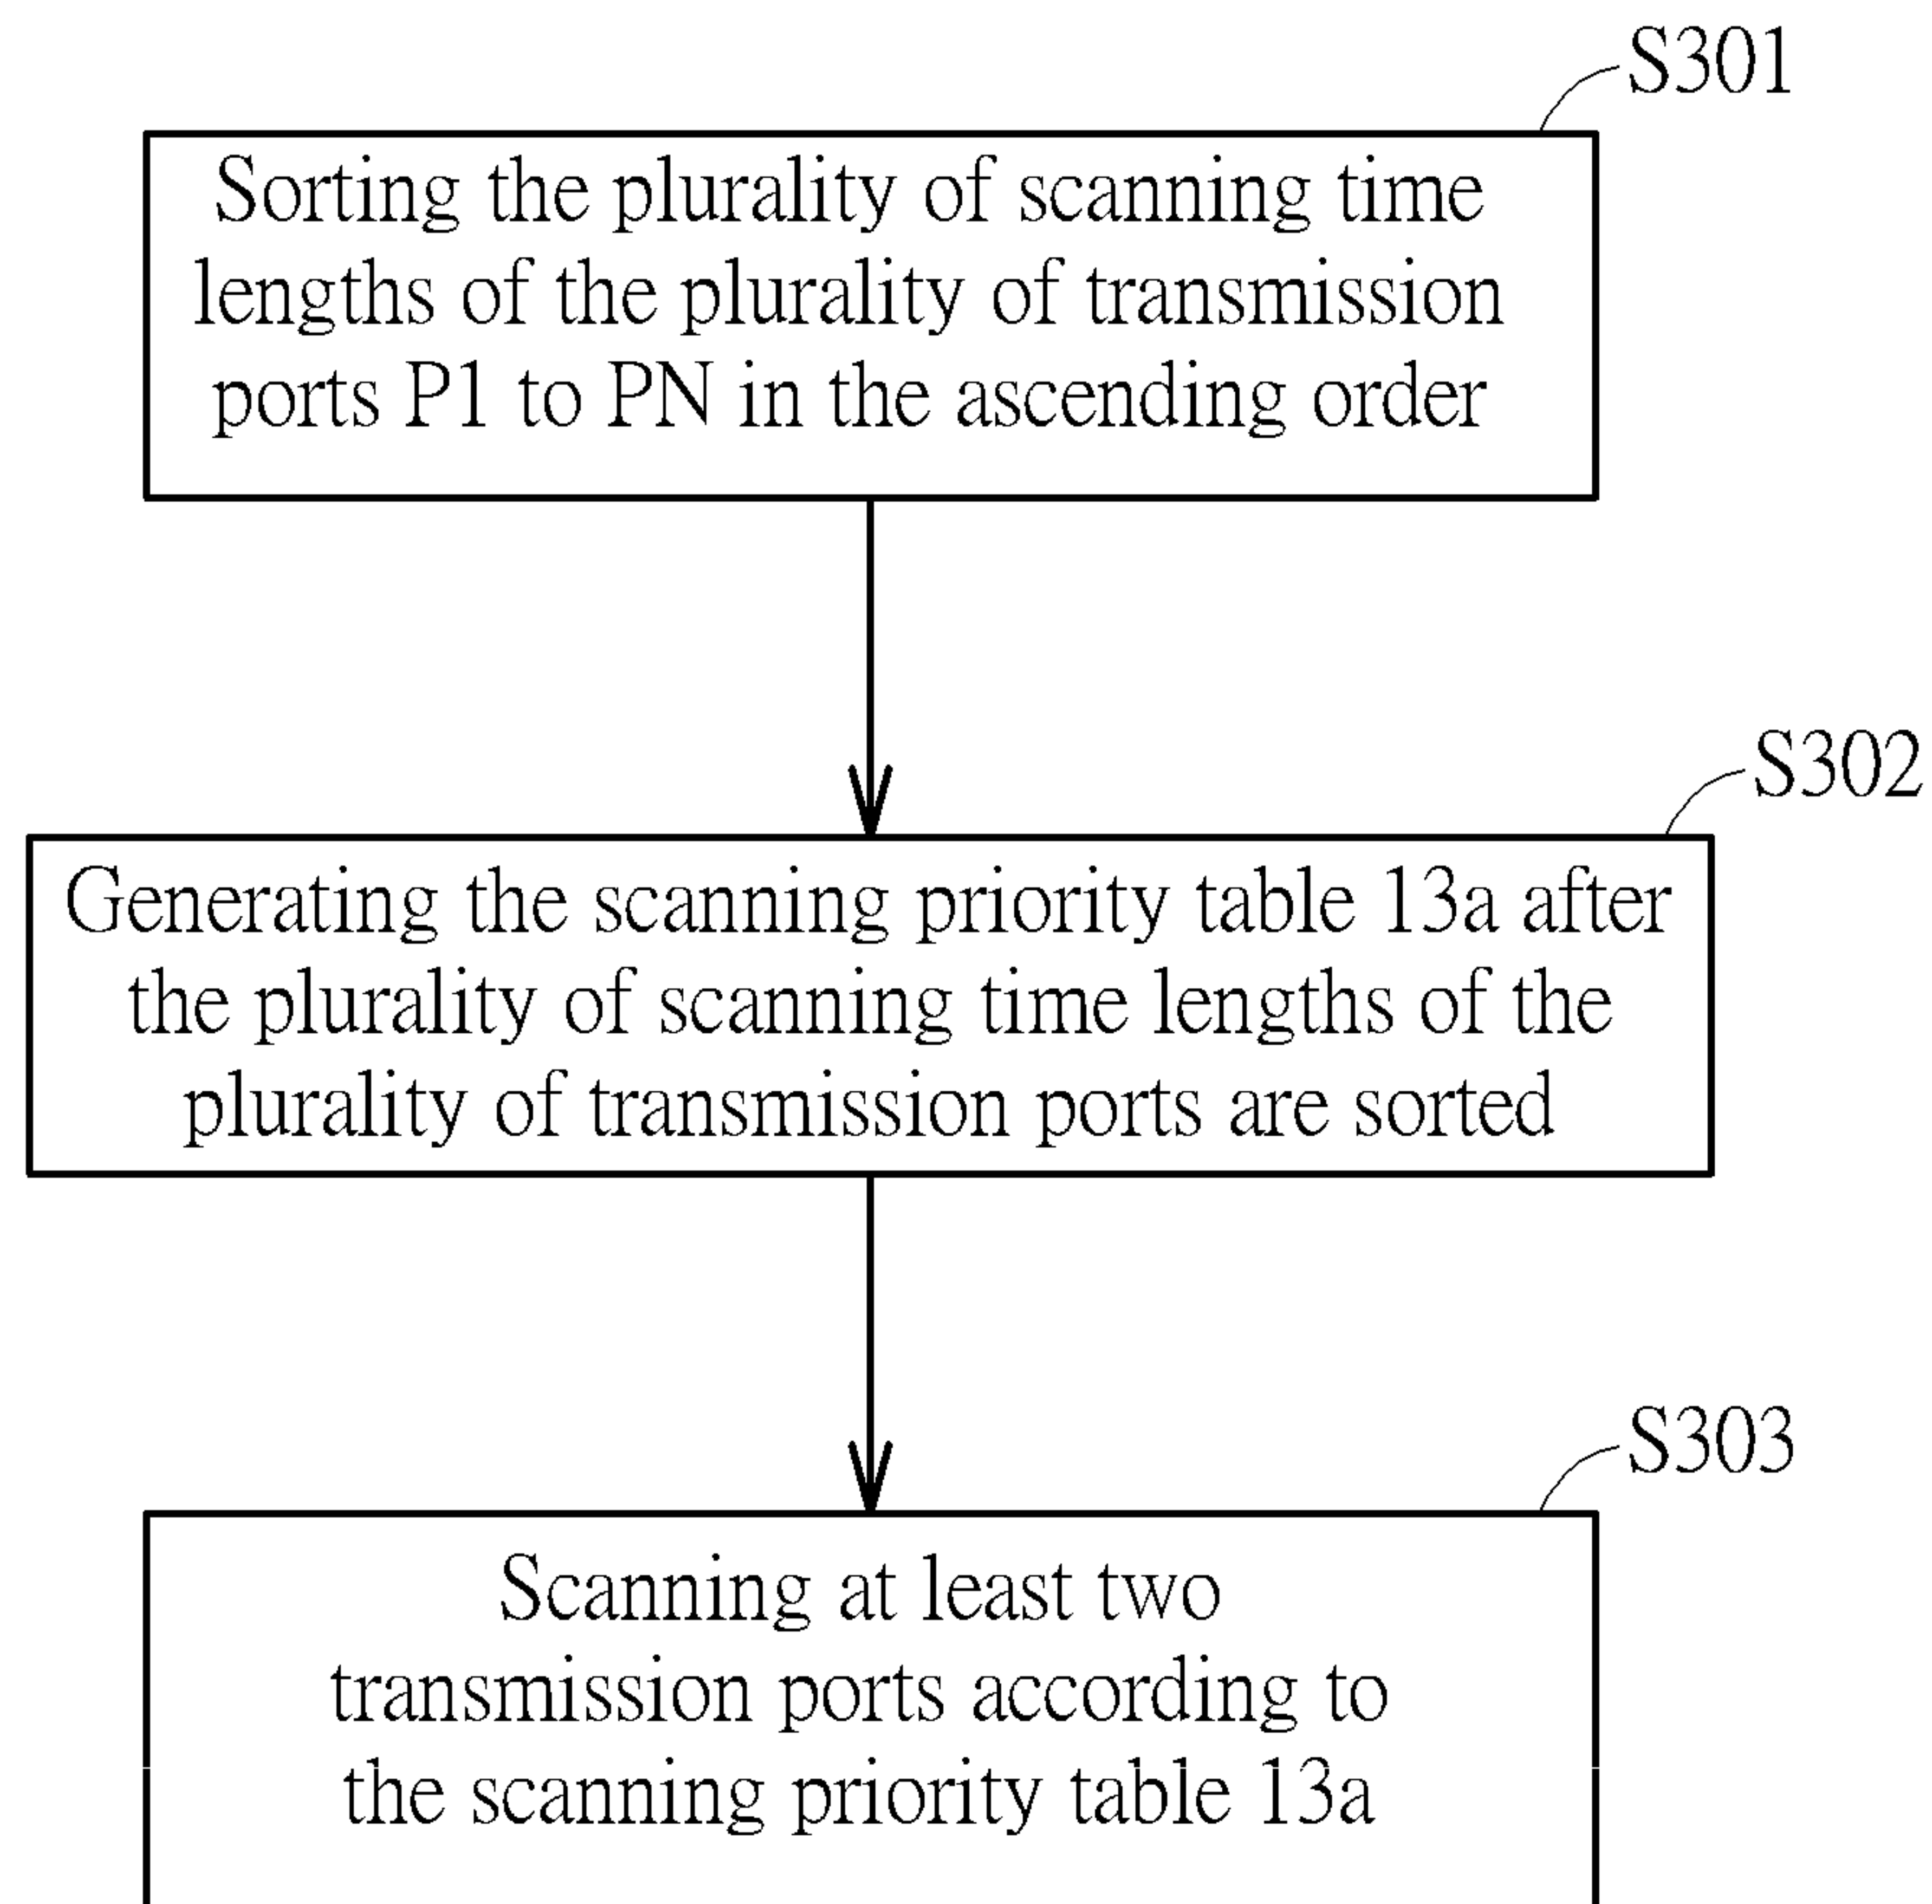 S301
Sorting the plurality of scanning time
lengths of the plurality of transmission
ports P1 to PN in the ascending order
S302
Generating the scanning priority table 13a after
the plurality of scanning time lengths of the
plurality of transmission ports are sorted
S303
Scanning at least two
transmission ports according to
the scanning priority table 13a